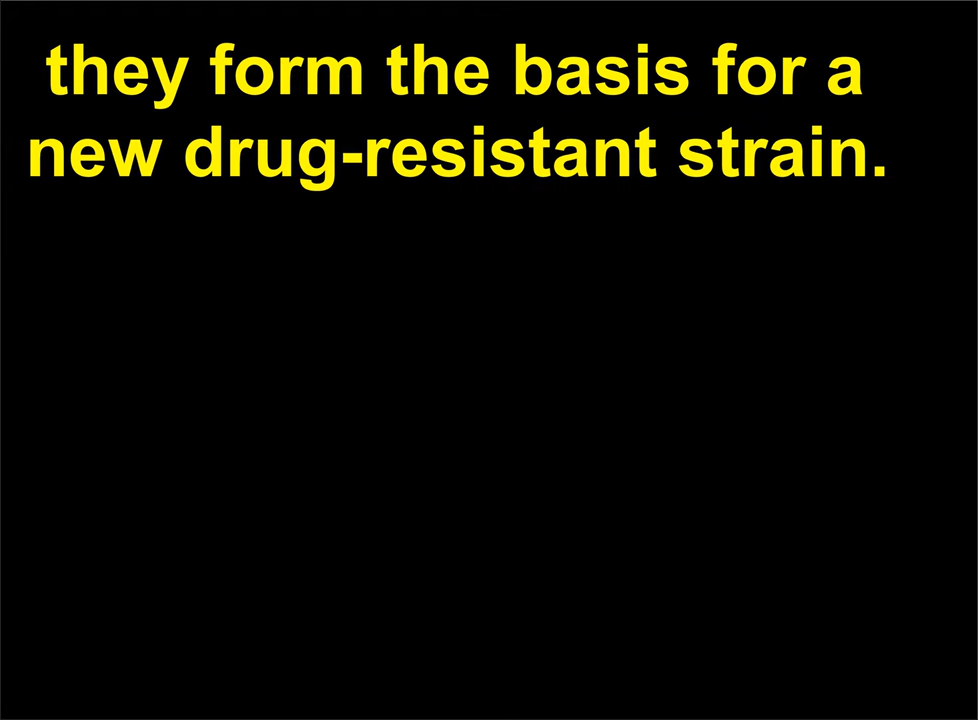 they form the basis for a
new drug-resistant strain.